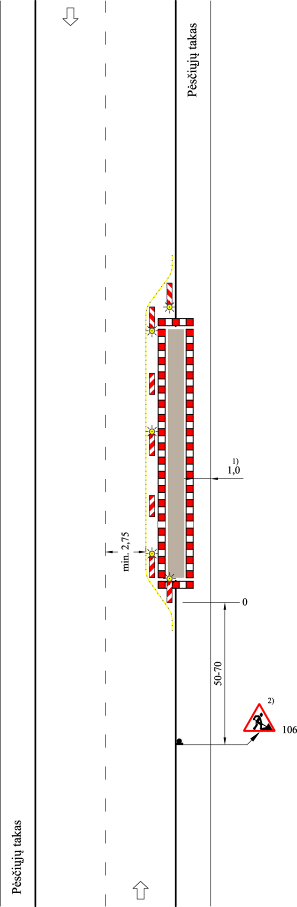 Pėsčiųjų takas
1)
1,0
min. 2,75
0
50-70
2)
106
Pėsčiųjų takas